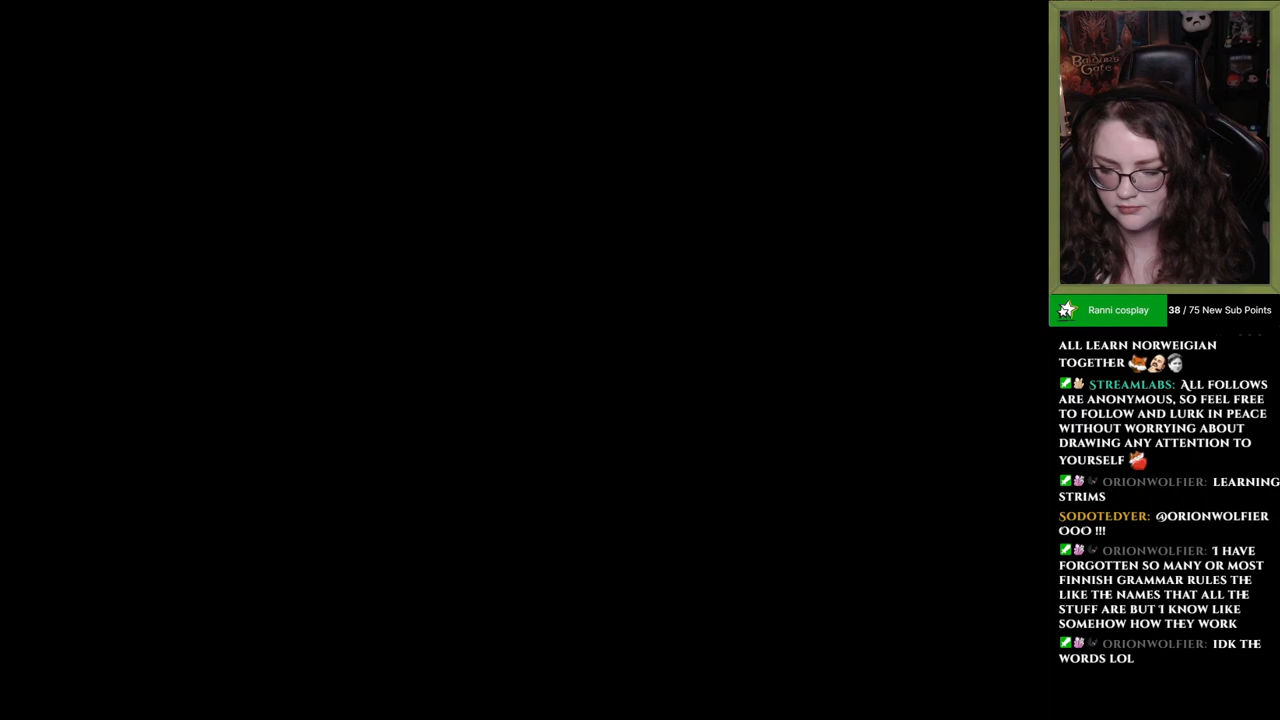 BALDUR'S
GATE
Ranni cosplay 38 / 75 New Sub Points
ALL LEARN NORWEIGIAN
TOGETHER
STREAMLABS: ALL FOLLOWS
ARE ANONYMOUS, SO FEEL FREE
TO FOLLOW AND LURK IN PEACE
WITHOUT WORRYING ABOUT
DRAWING ANY ATTENTION TO
YOURSELF
ORIONWOLFIER: LEARNING
STRIMS
SODOTEDYER: @ORIONWOLFIER
OOO !!!
ORIONWOLFIER: I HAVE
FORGOTTEN SO MANY OR MOST
FINNISH GRAMMAR RULES THE
LIKE THE NAMES THAT ALL THE
STUFF ARE BUT I KNOW LIKE
SOMEHOW HOW THEY WORK
ORIONWOLFIER: IDK THE
WORDS LOL